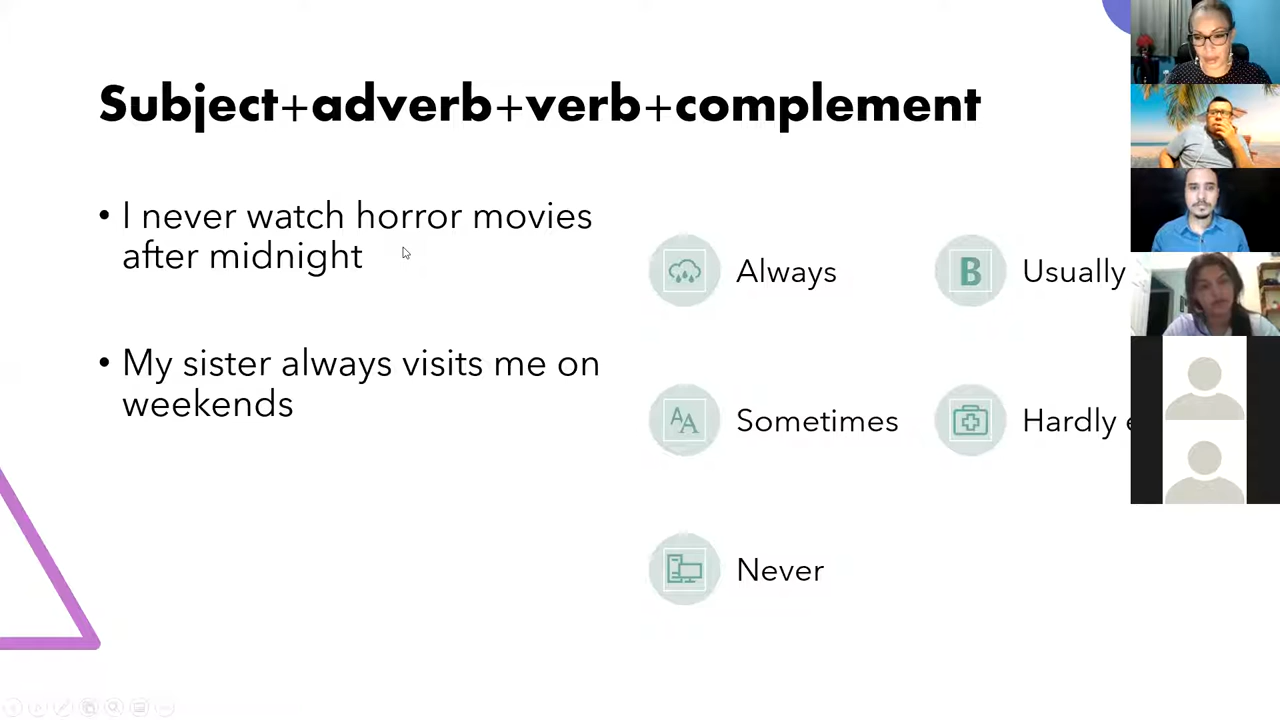 Subject+adverb+verb+complement
• I never watch horror movies
after midnight
• My sister always visits me on
weekends
Always
Usually
Sometimes
Hardly
Never